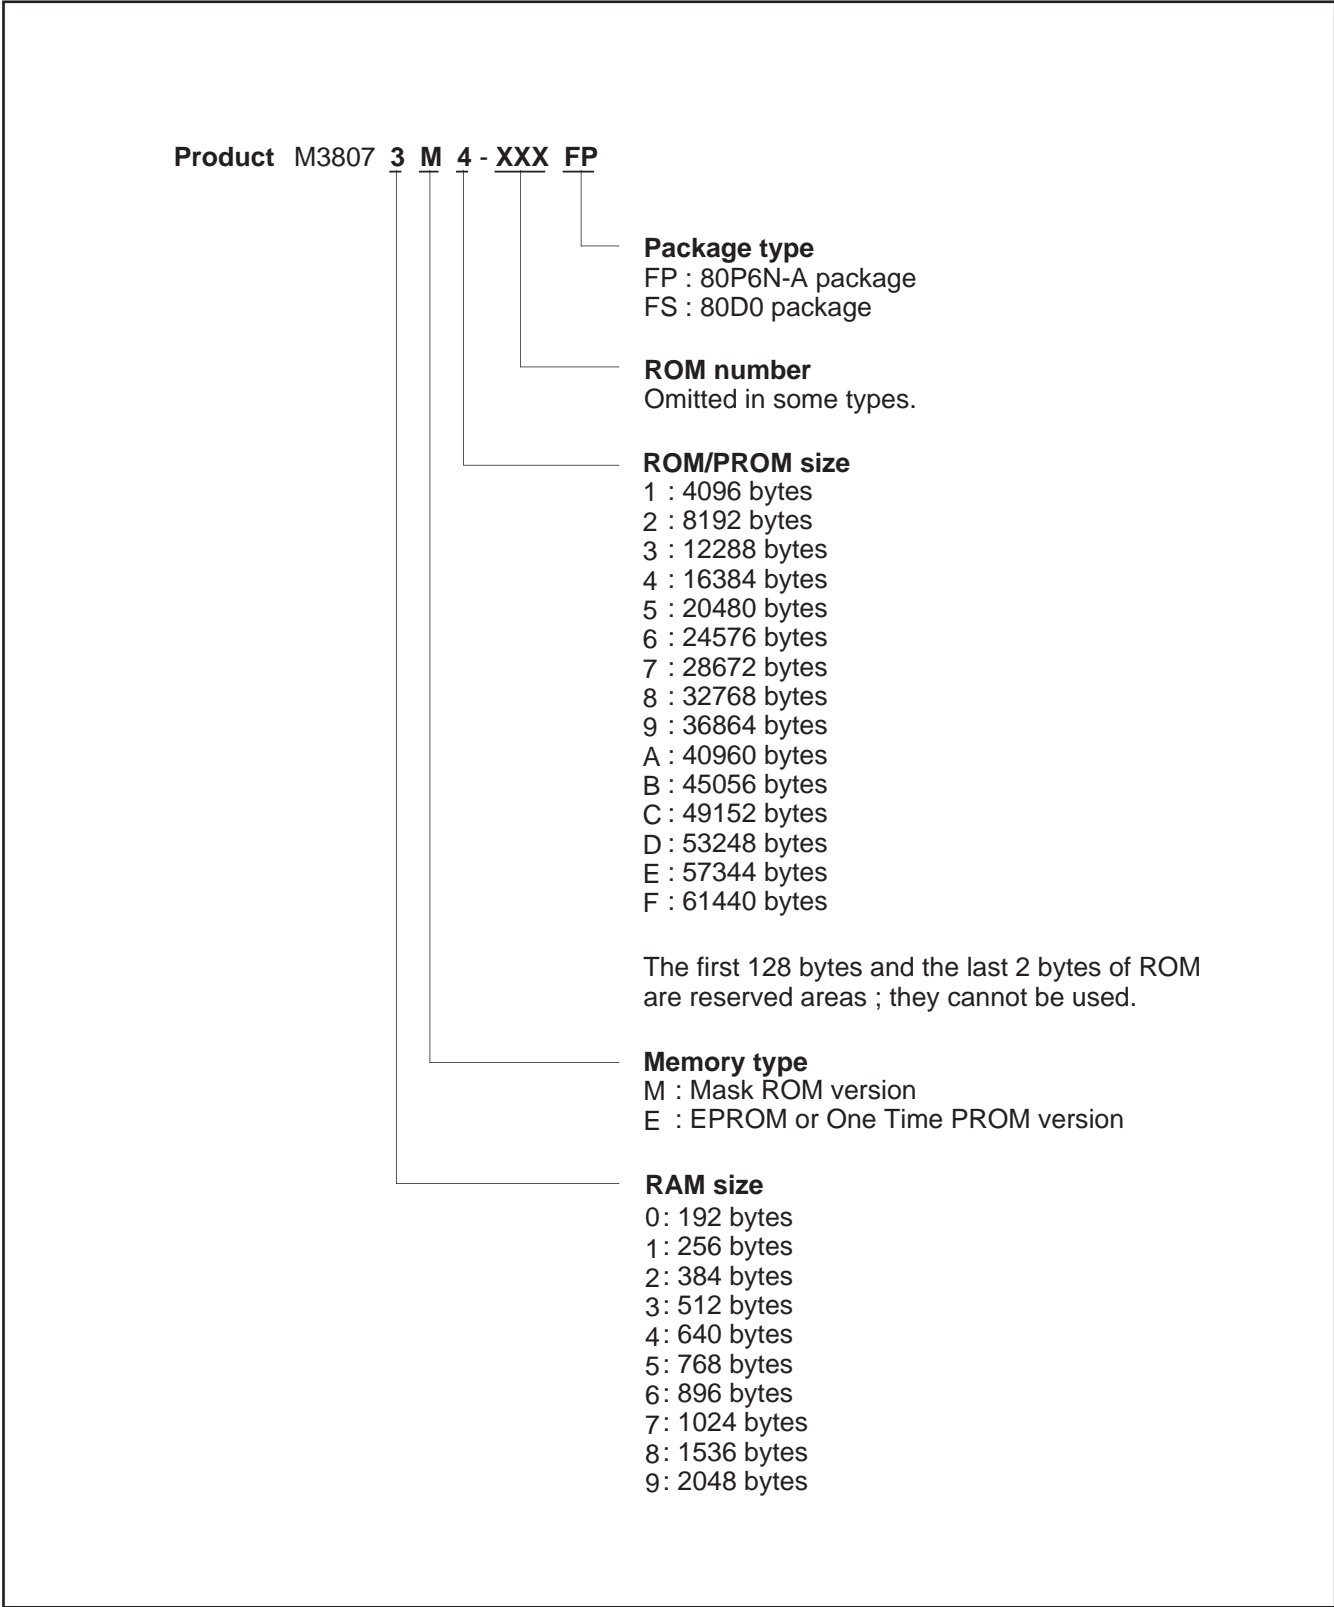 Product M3807 3 M 4 - XXX FP
Package type
FP : 80P6N-A package
FS : 80D0 package
ROM number
Omitted in some types.
ROM/PROM size
1 : 4096 bytes
2 : 8192 bytes
3 : 12288 bytes
4 : 16384 bytes
5 : 20480 bytes
6 : 24576 bytes
7 : 28672 bytes
8 : 32768 bytes
9 : 36864 bytes
A : 40960 bytes
B : 45056 bytes
C : 49152 bytes
D : 53248 bytes
E : 57344 bytes
F : 61440 bytes
The first 128 bytes and the last 2 bytes of ROM
are reserved areas ; they cannot be used.
Memory type
M : Mask ROM version
E : EPROM or One Time PROM version
RAM size
0: 192 bytes
1: 256 bytes
2: 384 bytes
3: 512 bytes
4: 640 bytes
5: 768 bytes
6: 896 bytes
7: 1024 bytes
8: 1536 bytes
9: 2048 bytes